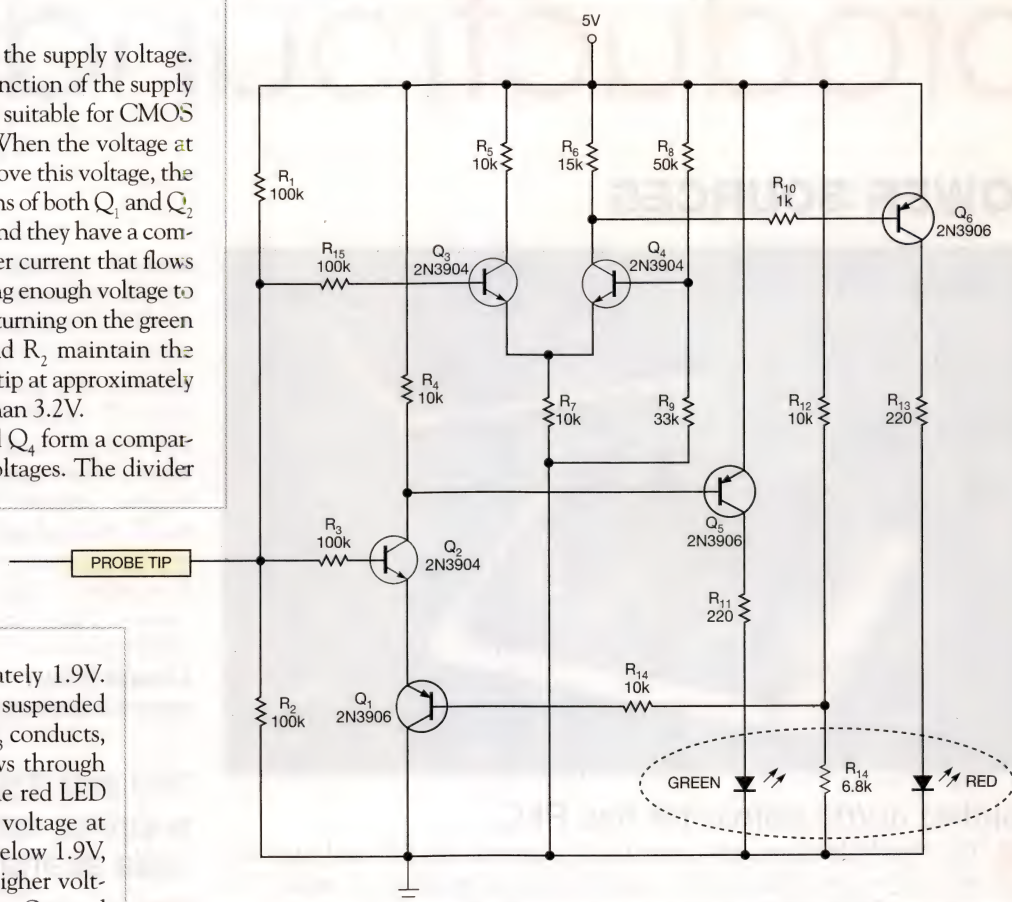 the supply voltage.
nction of the supply
suitable for CMOS
When the voltage at
ove this voltage, the
ns of both Q₁ and Q₂
nd they have a com-
er current that flows
ng enough voltage to
turning on the green
d R₂ maintain the
tip at approximately
han 3.2V.
Q₄ form a compar-
oltages. The divider
ately 1.9V.
suspended
₃ conducts,
ws through
e red LED
voltage at
elow 1.9V,
igher volt-
5V
R₁
100k
R₁₅
100k
R₅
10k
R₆
15k
R₈
50k
R₁₀
1k
Q₆
2N3906
Q₃
2N3904
Q₄
2N3904
R₄
10k
R₇
10k
R₉
33k
R₁₂
10k
R₁₃
220
Q₅
2N3906
PROBE TIP
R₃
100k
Q₂
2N3904
R₁₁
220
R₂
100k
Q₁
2N3906
R₁₄
10k
GREEN
R₁₄
6.8k
RED